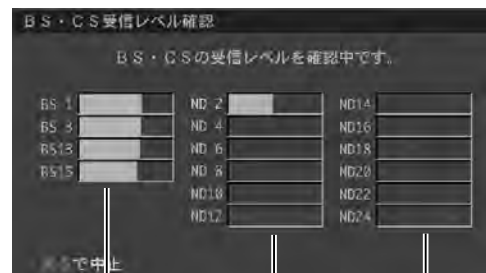 BS・CS受信レベル確認
BS・CSの受信レベルを確認中です。
BS 1 ND 2 ND14
BS 3 ND 4 ND16
BS13 ND 6 ND18
BS15 ND 8 ND20
ND10 ND22
ND12 ND24
で中止